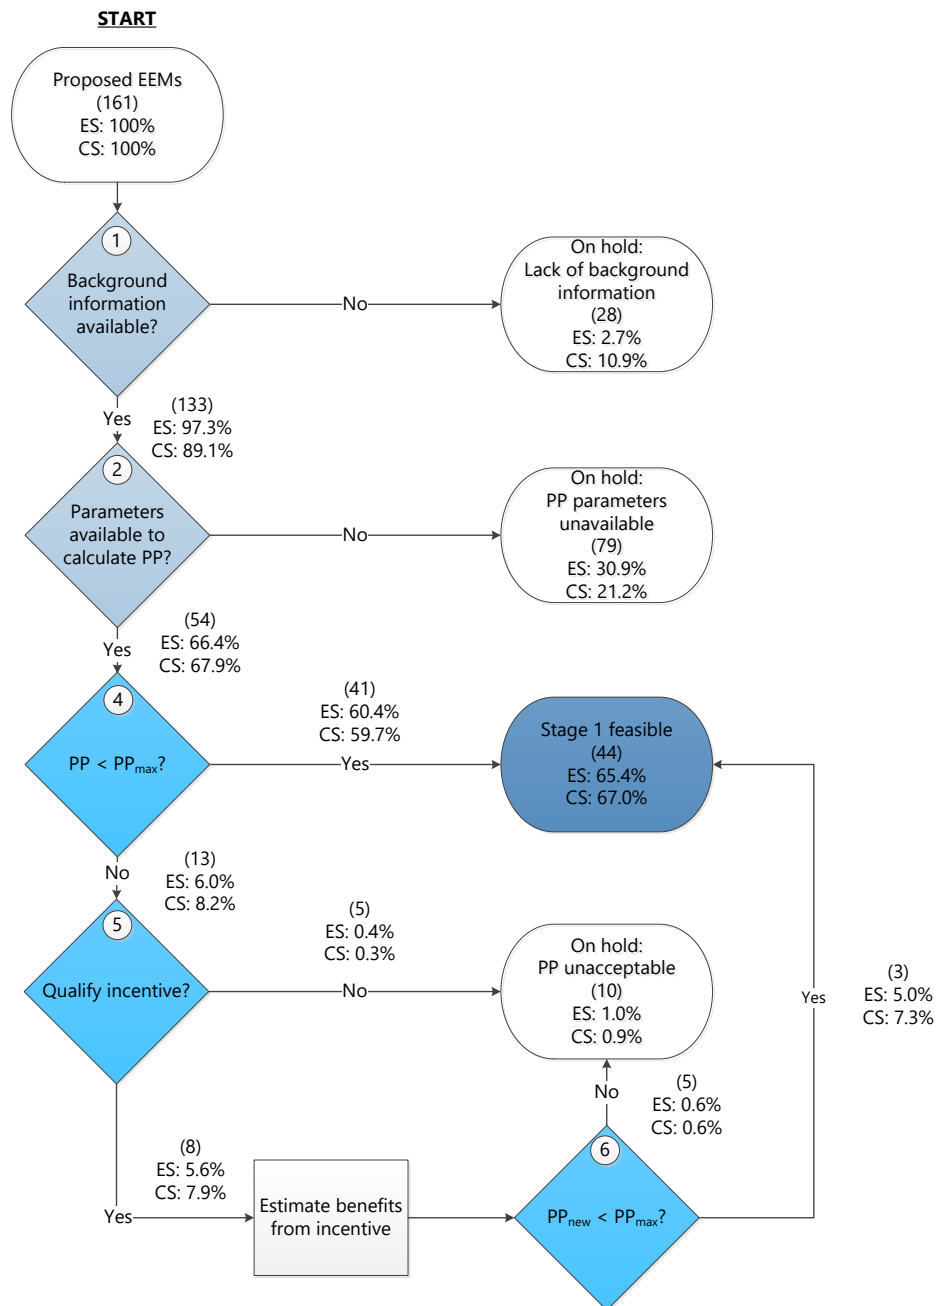 START
Proposed EEMs
(161)
ES: 100%
CS: 100%
1
Background
information
available?
No
On hold:
Lack of background
information
(28)
ES: 2.7%
CS: 10.9%
Yes
(133)
ES: 97.3%
CS: 89.1%
2
Parameters
available to
calculate PP?
No
On hold:
PP parameters
unavailable
(79)
ES: 30.9%
CS: 21.2%
Yes
(54)
ES: 66.4%
CS: 67.9%
4
PP < PPmax?
(41)
ES: 60.4%
CS: 59.7%
Yes
Stage 1 feasible
(44)
ES: 65.4%
CS: 67.0%
No
(13)
ES: 6.0%
CS: 8.2%
5
Qualify incentive?
(5)
ES: 0.4%
CS: 0.3%
No
On hold:
PP unacceptable
(10)
ES: 1.0%
CS: 0.9%
Yes
(3)
ES: 5.0%
CS: 7.3%
No
(5)
ES: 0.6%
CS: 0.6%
Yes
(8)
ES: 5.6%
CS: 7.9%
Estimate benefits
from incentive
6
PPnew < PPmax?